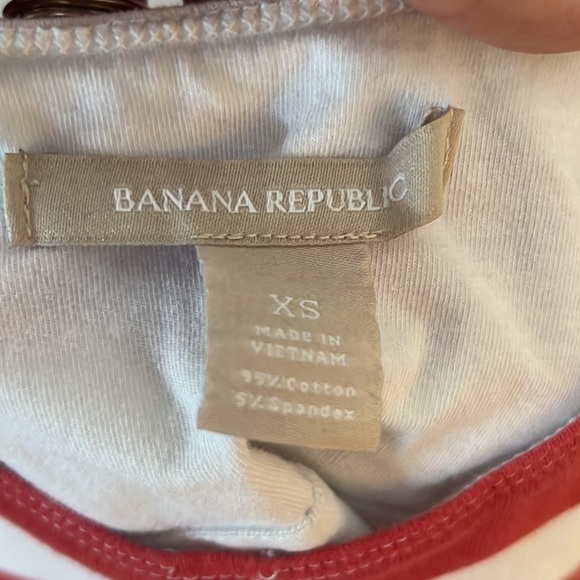 BANANA REPUBLIC
XS
MADE IN
VIETNAM
95% Cotton
5% Spandex